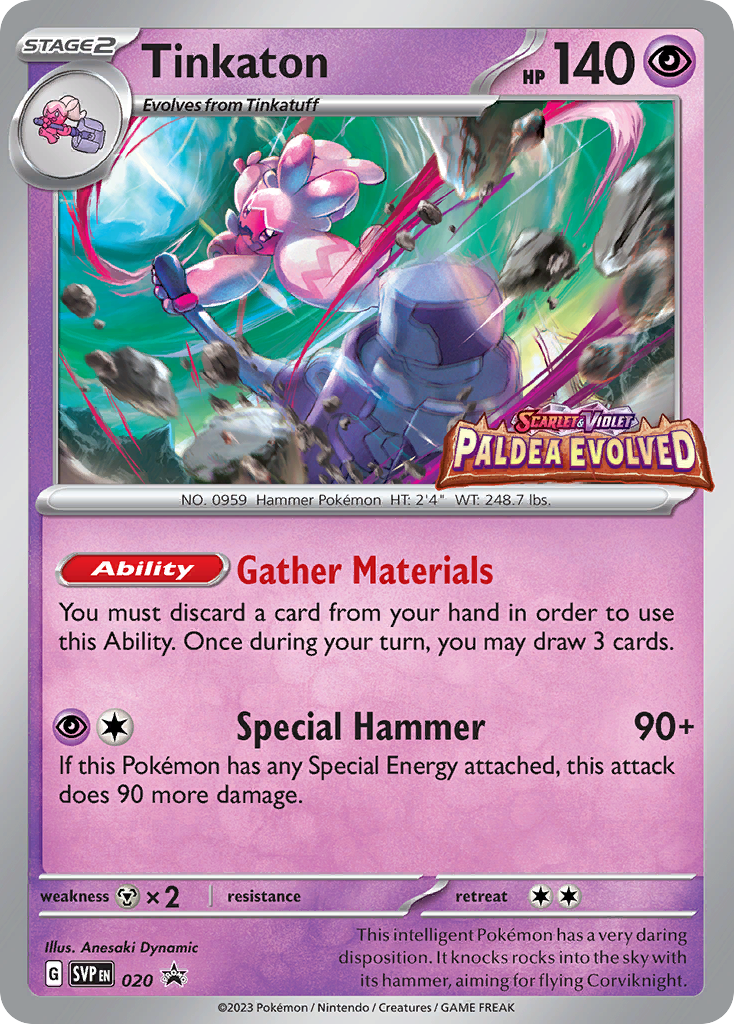 STAGE2
Tinkaton
HP 140
Evolves from Tinkatuff
SCARLET & VIOLET
PALDEA EVOLVED
NO. 0959 Hammer Pokémon HT: 2'4" WT: 248.7 lbs.
Ability Gather Materials
You must discard a card from your hand in order to use
this Ability. Once during your turn, you may draw 3 cards.
Special Hammer 90+
If this Pokémon has any Special Energy attached, this attack
does 90 more damage.
weakness ×2 resistance retreat
Illus. Anesaki Dynamic
G SVP EN 020 PROMO
This intelligent Pokémon has a very daring
disposition. It knocks rocks into the sky with
its hammer, aiming for flying Corviknight.
©2023 Pokémon / Nintendo / Creatures / GAME FREAK